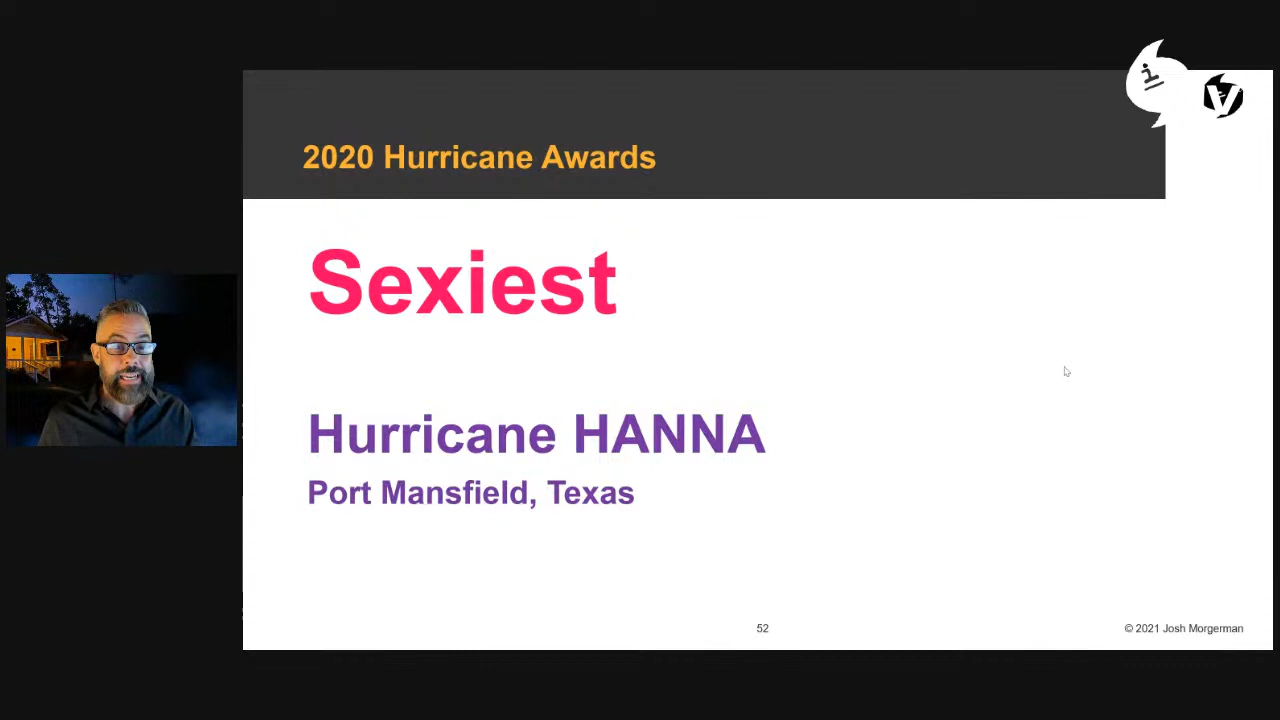 2020 Hurricane Awards
Sexiest
Hurricane HANNA
Port Mansfield, Texas
52
© 2021 Josh Morgerman